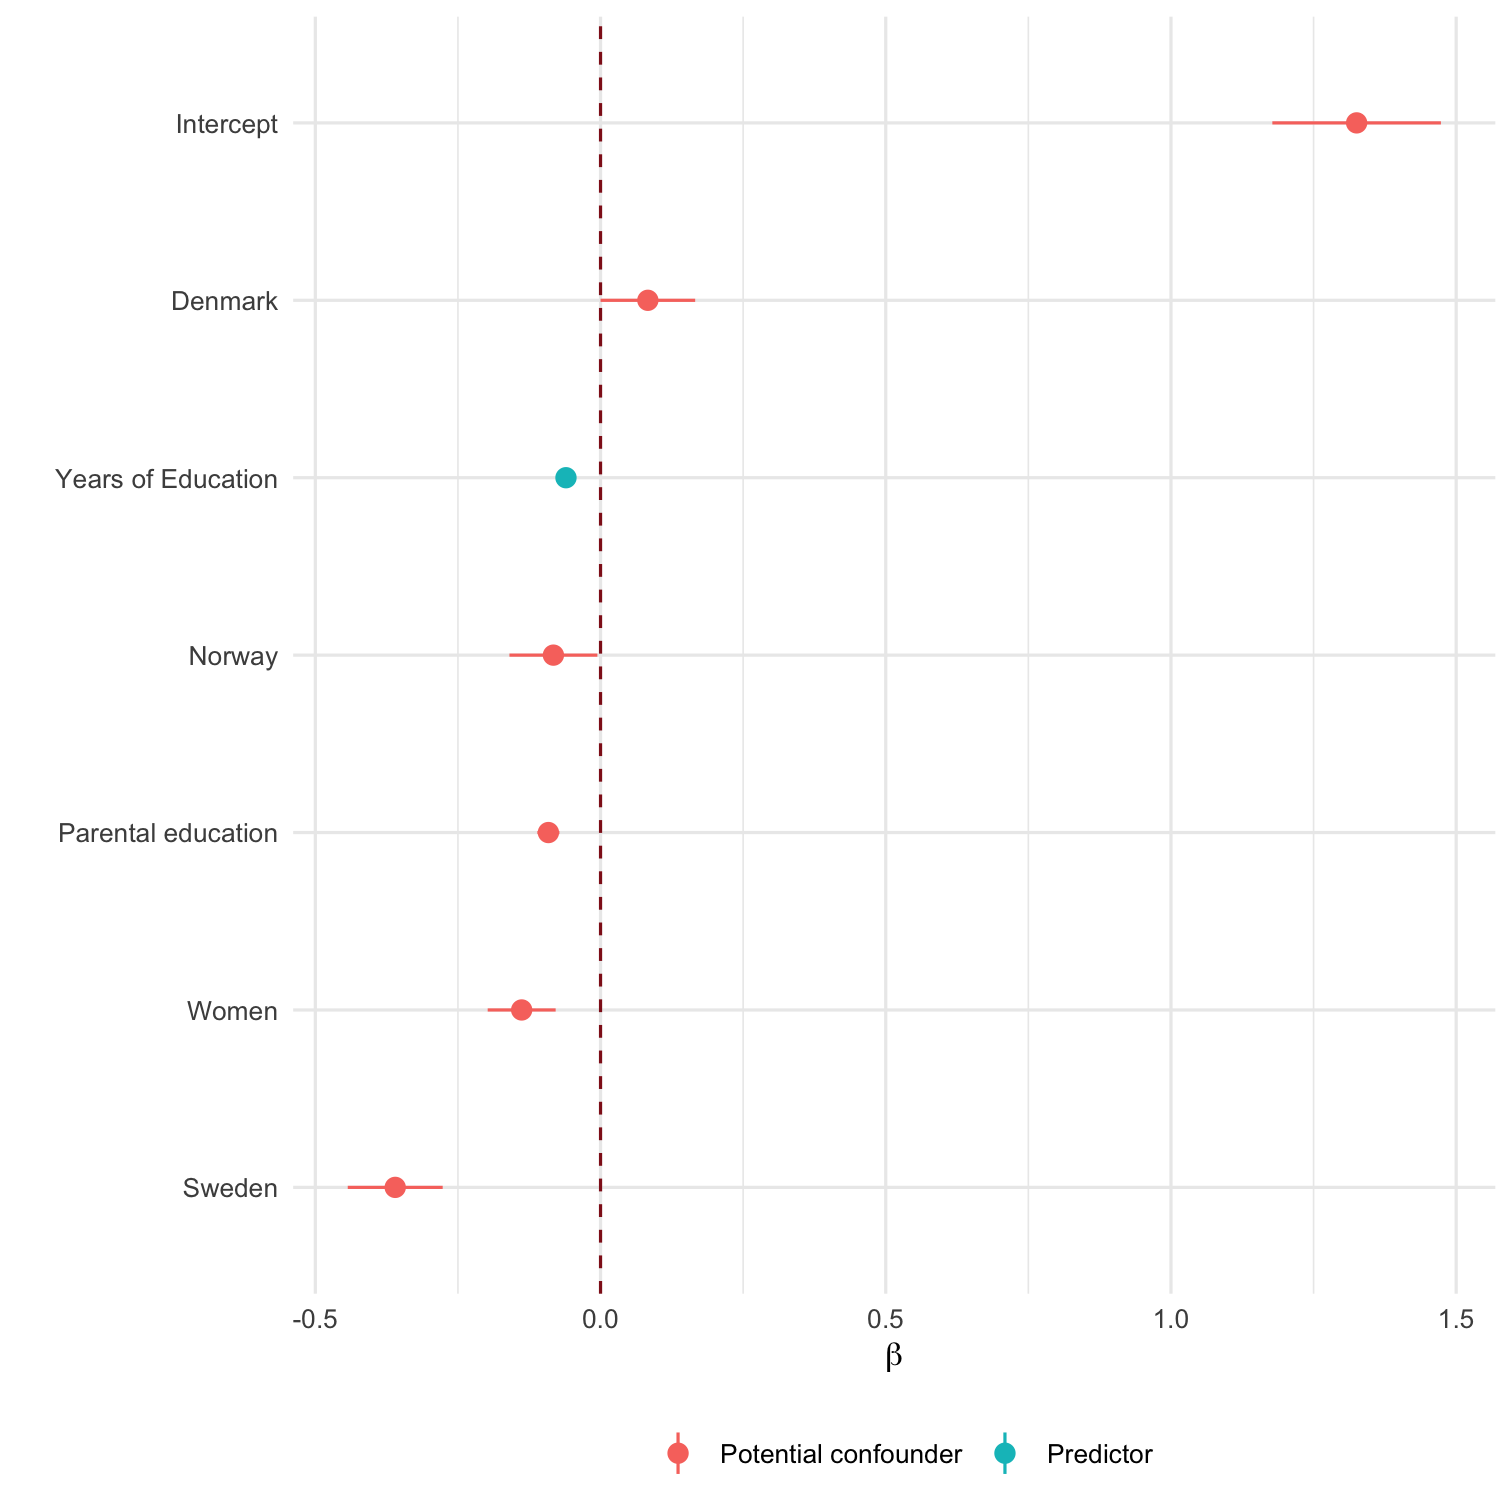 Intercept
Denmark
Years of Education
Norway
Parental education
Women
Sweden
-0.5 0.0 0.5 1.0 1.5
β
Potential confounder Predictor